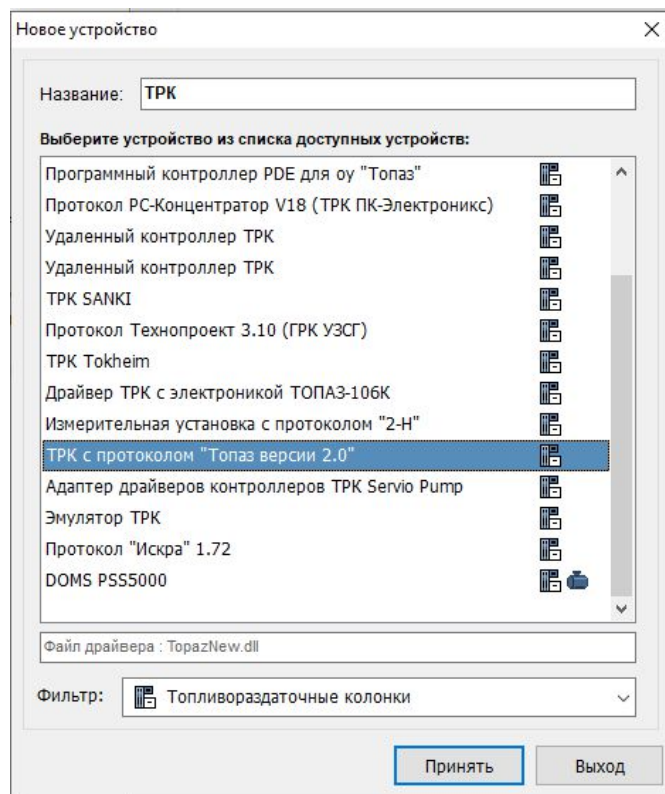 Новое устройство
Название: ТРК
Выберите устройство из списка доступных устройств:
Программный контроллер PDE для оу "Топаз"
Протокол РС-Концентратор V18 (ТРК ПК-Электроникс)
Удаленный контроллер ТРК
Удаленный контроллер ТРК
ТРК SANKI
Протокол Технопроект 3.10 (ГРК УЗСГ)
ТРК Tokheim
Драйвер ТРК с электроникой ТОПАЗ-106К
Измерительная установка с протоколом "2-Н"
ТРК с протоколом "Топаз версии 2.0"
Адаптер драйверов контроллеров ТРК Servio Pump
Эмулятор ТРК
Протокол "Искра" 1.72
DOMS PSS5000
Файл драйвера : TopazNew.dll
Фильтр: Топливораздаточные колонки
Принять Выход